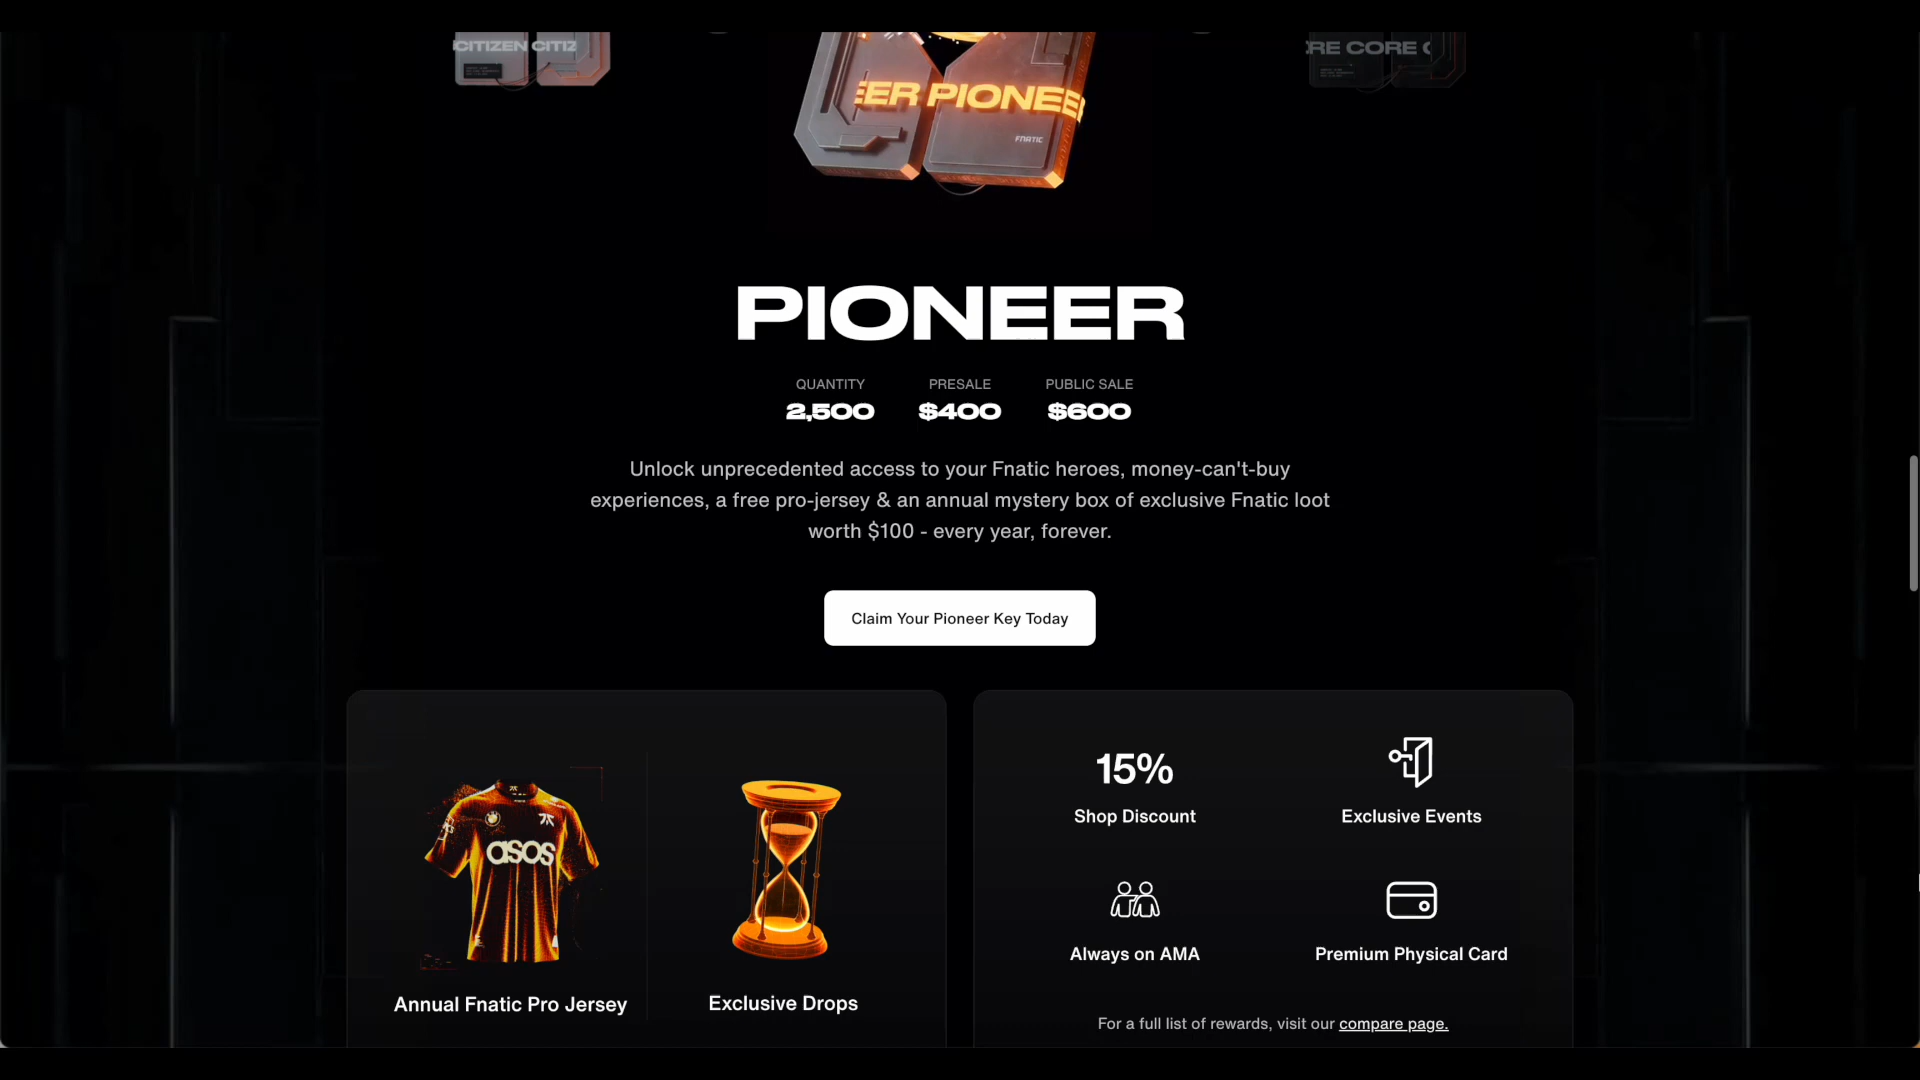 CITIZEN CITIZ
EER PIONEER
FNATIC
RE CORE C
PIONEER
QUANTITY
2,500
PRESALE
$400
PUBLIC SALE
$600
Unlock unprecedented access to your Fnatic heroes, money-can't-buy
experiences, a free pro-jersey & an annual mystery box of exclusive Fnatic loot
worth $100 - every year, forever.
Claim Your Pioneer Key Today
asos
Annual Fnatic Pro Jersey
Exclusive Drops
15%
Shop Discount
Exclusive Events
Always on AMA
Premium Physical Card
For a full list of rewards, visit our compare page.